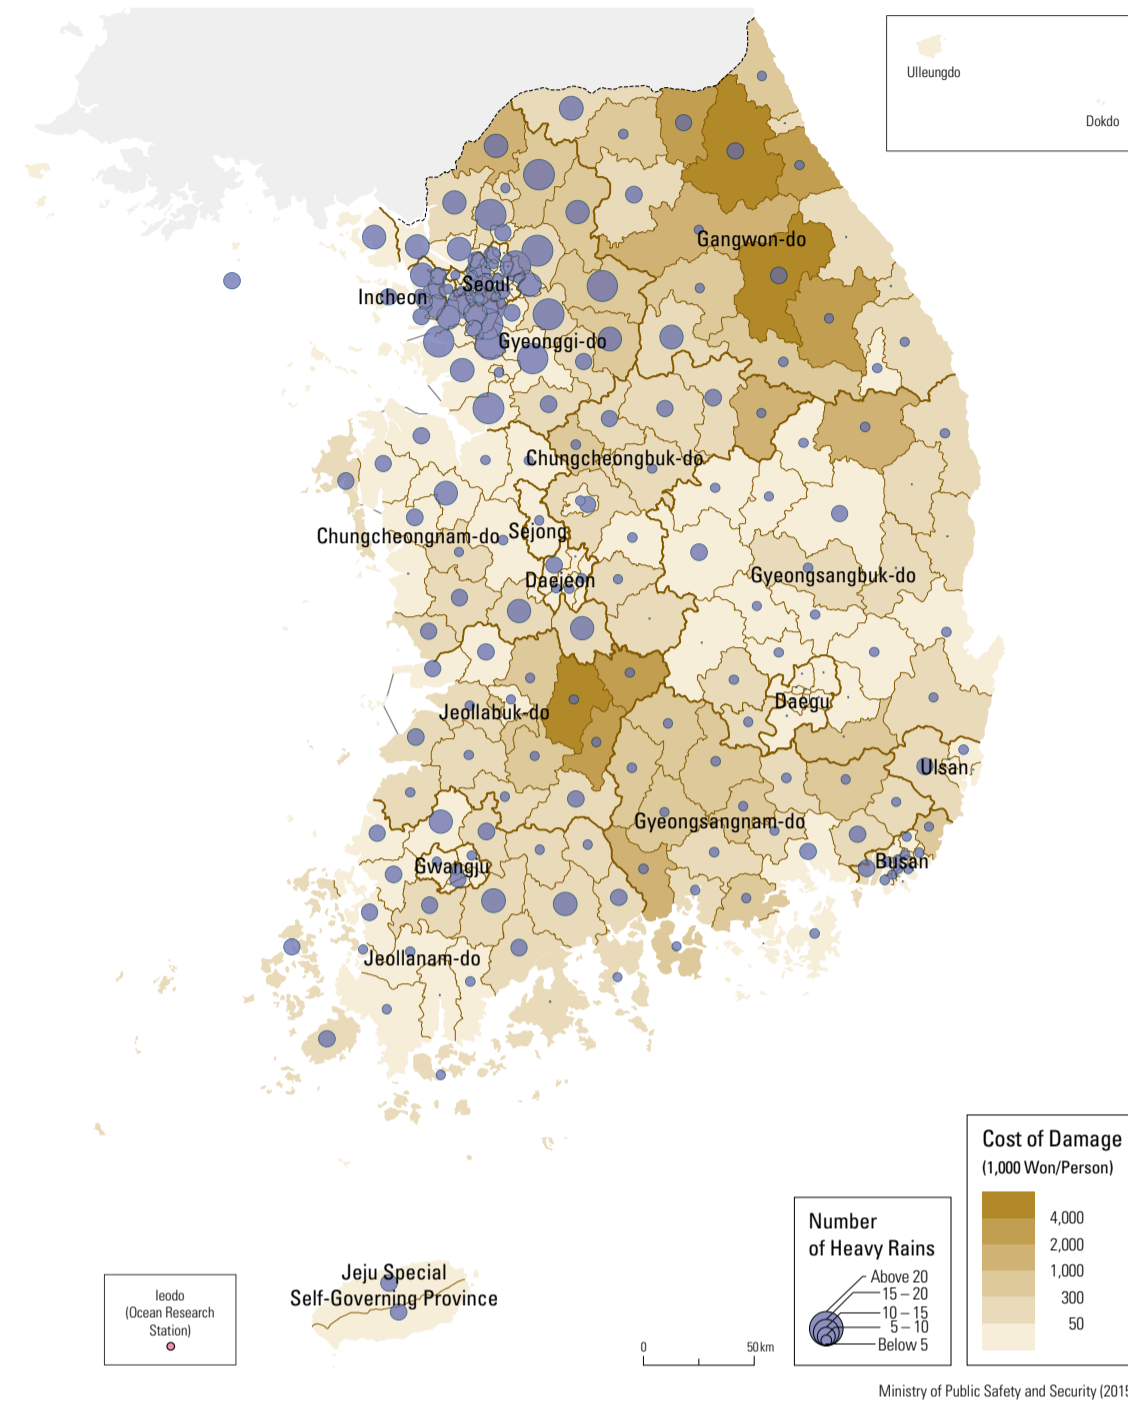 Ulleungdo
Dokdo
Gangwon-do
Seoul
Incheon
Gyeonggi-do
Chungcheongbuk-do
Chungcheongnam-do
Sejong
Daejeon
Gyeongsangbuk-do
Daegu
Jeollabuk-do
Ulsan
Gyeongsangnam-do
Busan
Gwangju
Jeollanam-do
Jeju Special
Self-Governing Province
Ieodo
(Ocean Research
Station)
0 50 km
Number
of Heavy Rains
Above 20
15 – 20
10 – 15
5 – 10
Below 5
Cost of Damage
(1,000 Won/Person)
4,000
2,000
1,000
300
50
Ministry of Public Safety and Security (2015